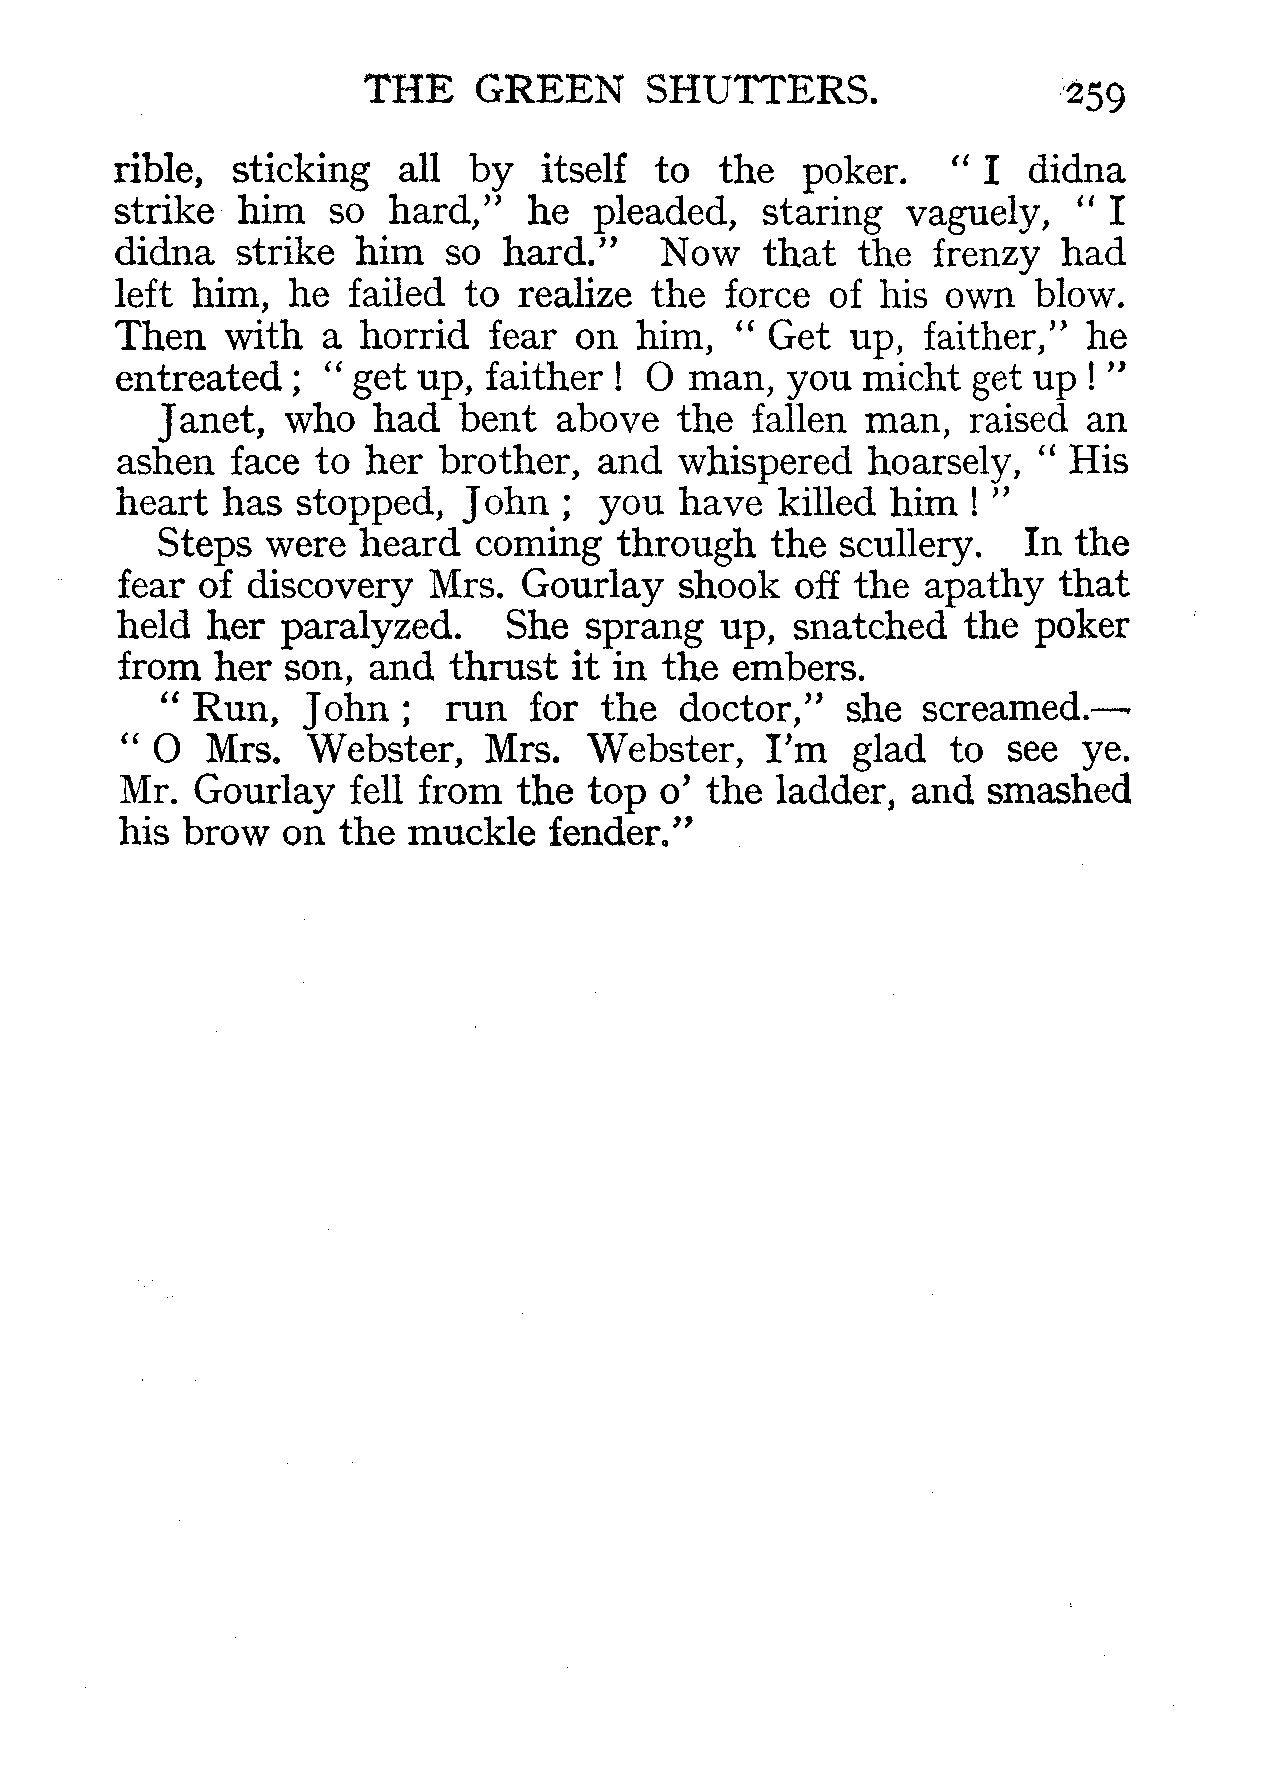 THE GREEN SHUTTERS. 259
rible, sticking all by itself to the poker. " I didna
strike him so hard," he pleaded, staring vaguely, " I
didna strike him so hard." Now that the frenzy had
left him, he failed to realize the force of his own blow.
Then with a horrid fear on him, " Get up, faither," he
entreated ; " get up, faither ! O man, you micht get up ! "
Janet, who had bent above the fallen man, raised an
ashen face to her brother, and whispered hoarsely, " His
heart has stopped, John ; you have killed him ! "
Steps were heard coming through the scullery. In the
fear of discovery Mrs. Gourlay shook off the apathy that
held her paralyzed. She sprang up, snatched the poker
from her son, and thrust it in the embers.
" Run, John ; run for the doctor," she screamed.—
" O Mrs. Webster, Mrs. Webster, I'm glad to see ye.
Mr. Gourlay fell from the top o' the ladder, and smashed
his brow on the muckle fender."